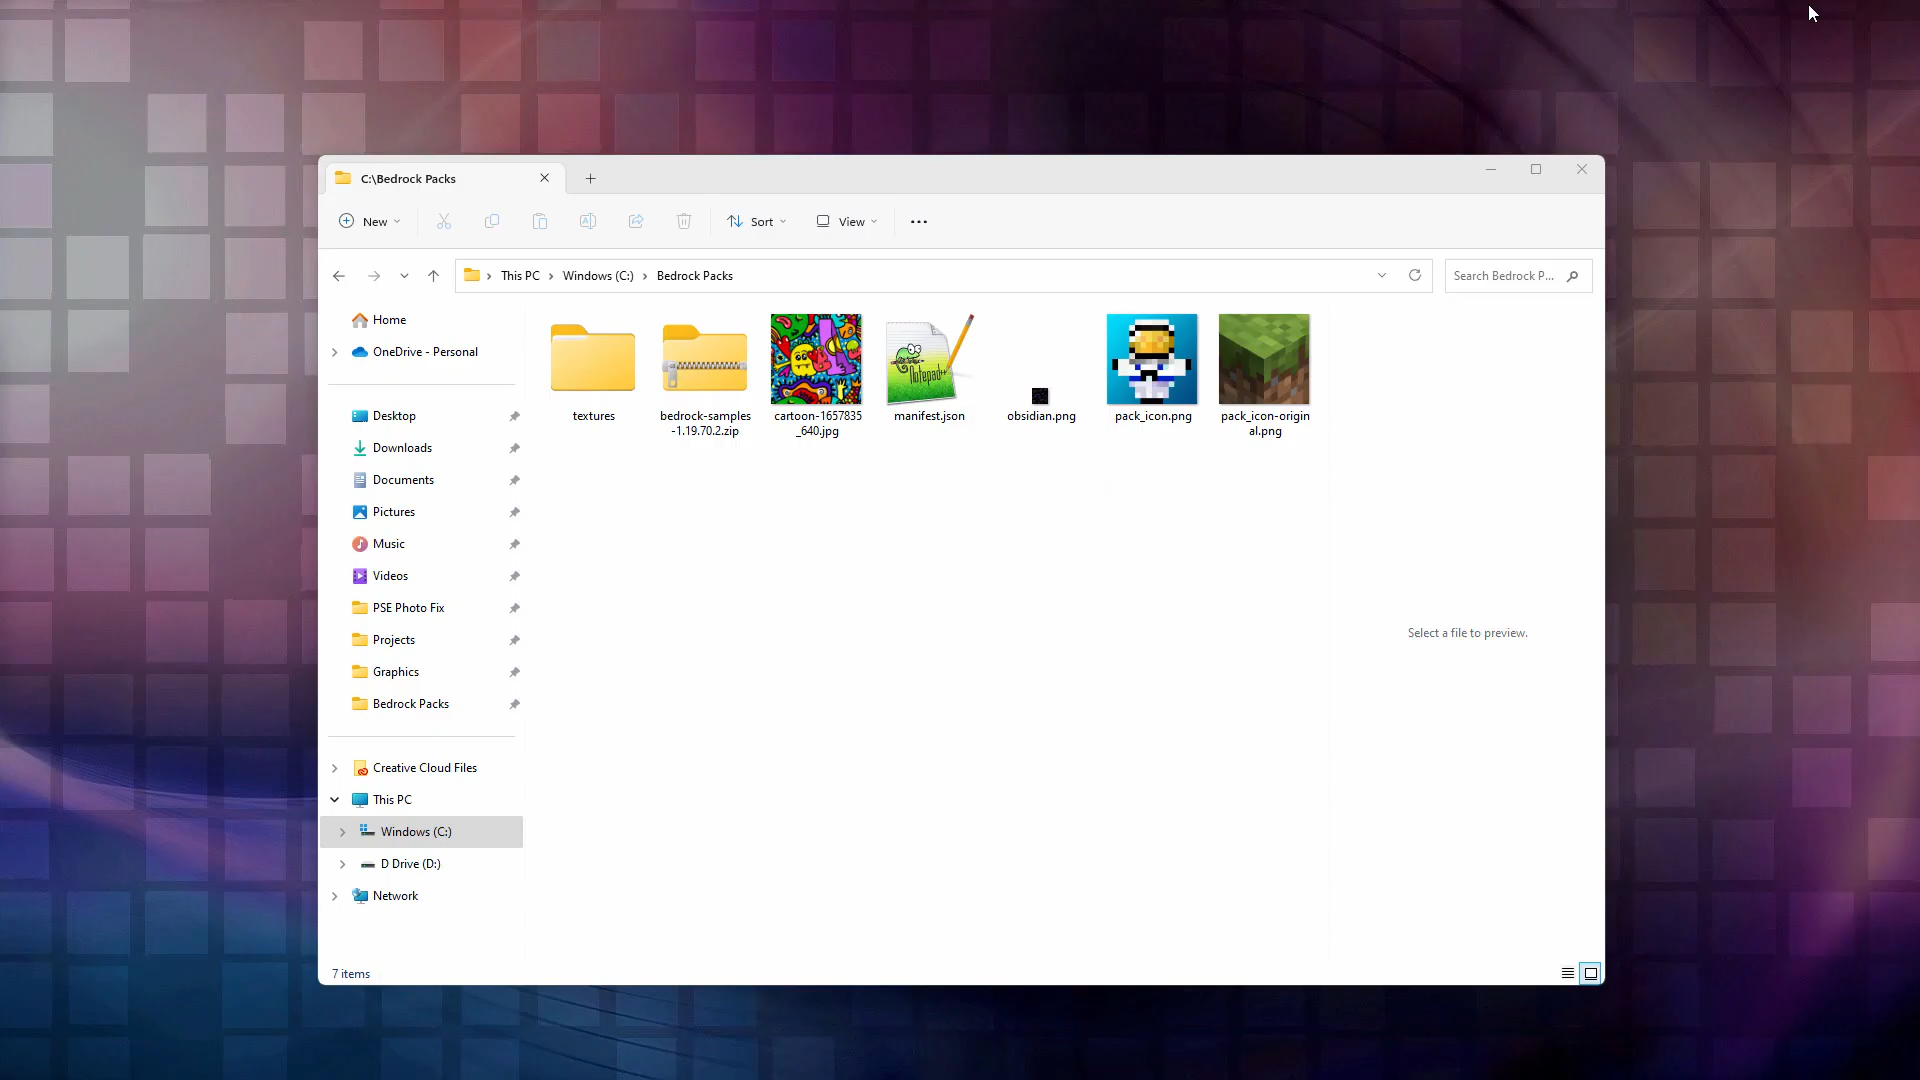 C:\Bedrock Packs
New
Sort
View
This PC
Windows (C:)
Bedrock Packs
Search Bedrock P...
Home
OneDrive - Personal
Desktop
Downloads
Documents
Pictures
Music
Videos
PSE Photo Fix
Projects
Graphics
Bedrock Packs
Creative Cloud Files
This PC
Windows (C:)
D Drive (D:)
Network
textures
bedrock-samples
-1.19.70.2.zip
cartoon-1657835
_640.jpg
Notepad++
manifest.json
obsidian.png
pack_icon.png
pack_icon-origin
al.png
Select a file to preview.
7 items